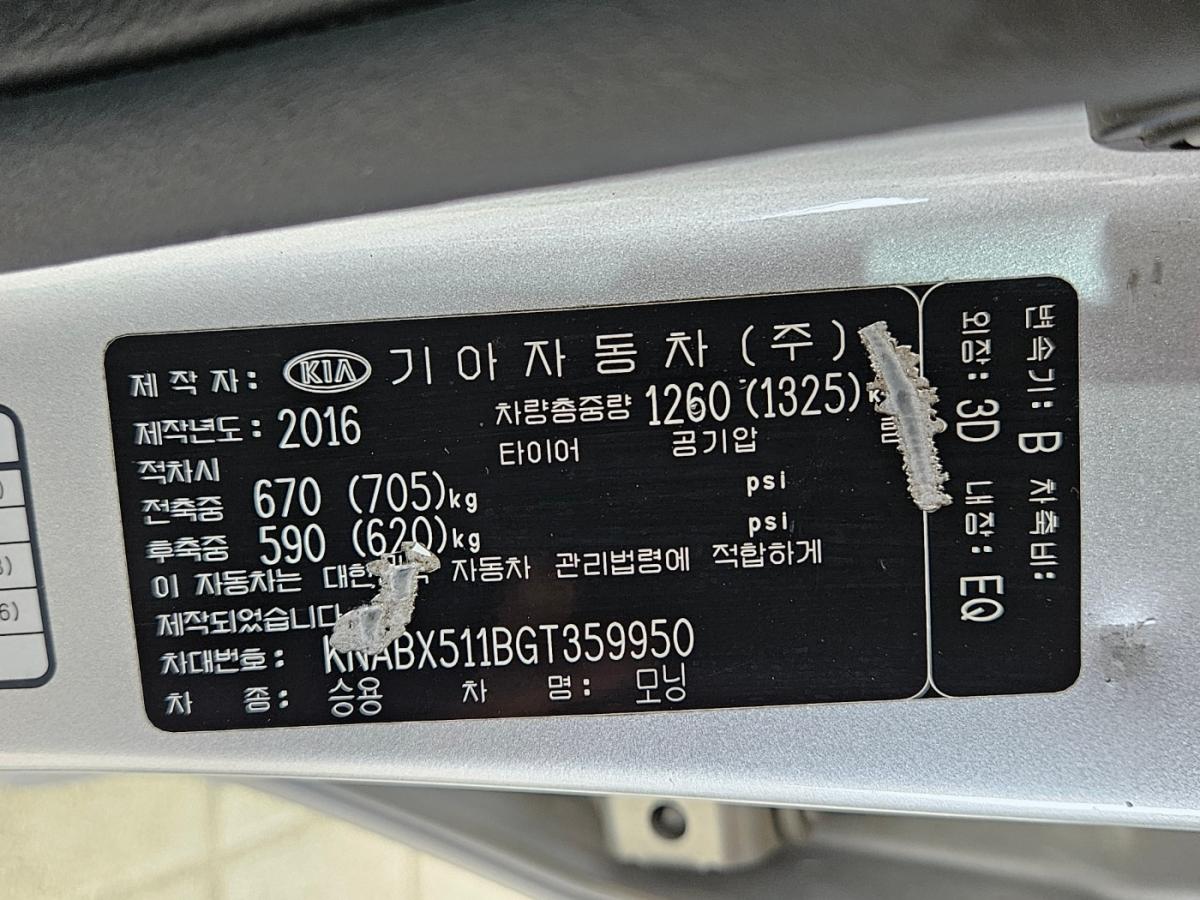 제작자: KIA 기아자동차(주)
제작년도: 2016 차량총중량 1260 (1325)
적차시 타이어 공기압
전축중 670 (705)kg psi
후축중 590 (620)kg psi
이 자동차는 자동차 관리법령에 적합하게
제작되었습니다
차대번호: KNABX511BGT359950
차 종: 승용 차 명: 모닝
변속기: B 차축비:
외장: 3D 내장: EQ
)
)
6)